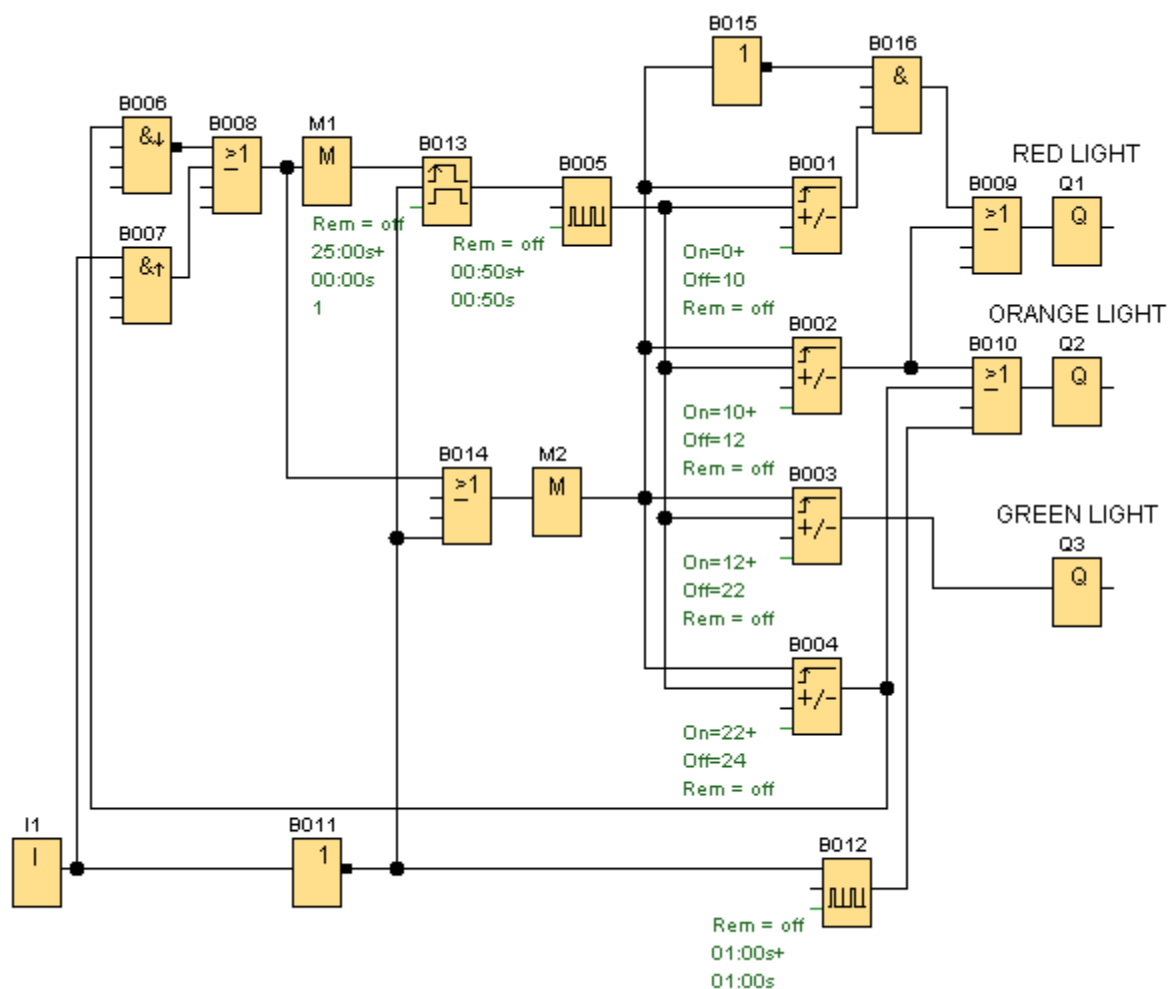 B015
1
B016
&
B006
&↓
B008
>1
M1
M
B013
B005
B001
+/-
RED LIGHT
B009
>1
Q1
Q
Rem = off
25:00s+
00:00s
1
Rem = off
00:50s+
00:50s
On=0+
Off=10
Rem = off
B007
&↑
ORANGE LIGHT
B002
+/-
B010
>1
Q2
Q
On=10+
Off=12
Rem = off
B014
>1
M2
M
B003
+/-
GREEN LIGHT
Q3
Q
On=12+
Off=22
Rem = off
B004
+/-
On=22+
Off=24
Rem = off
I1
I
B011
1
B012
Rem = off
01:00s+
01:00s